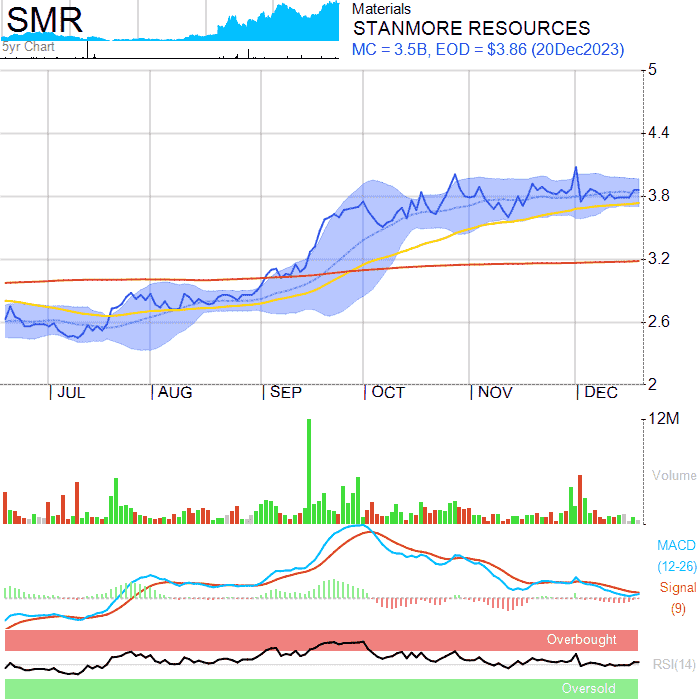 SMR
5yr Chart
Materials
STANMORE RESOURCES
MC = 3.5B, EOD = $3.86 (20Dec2023)
5
4.4
3.8
3.2
2.6
2
JUL AUG SEP OCT NOV DEC
12M
Volume
MACD
(12-26)
Signal
(9)
Overbought
RSI(14)
Oversold